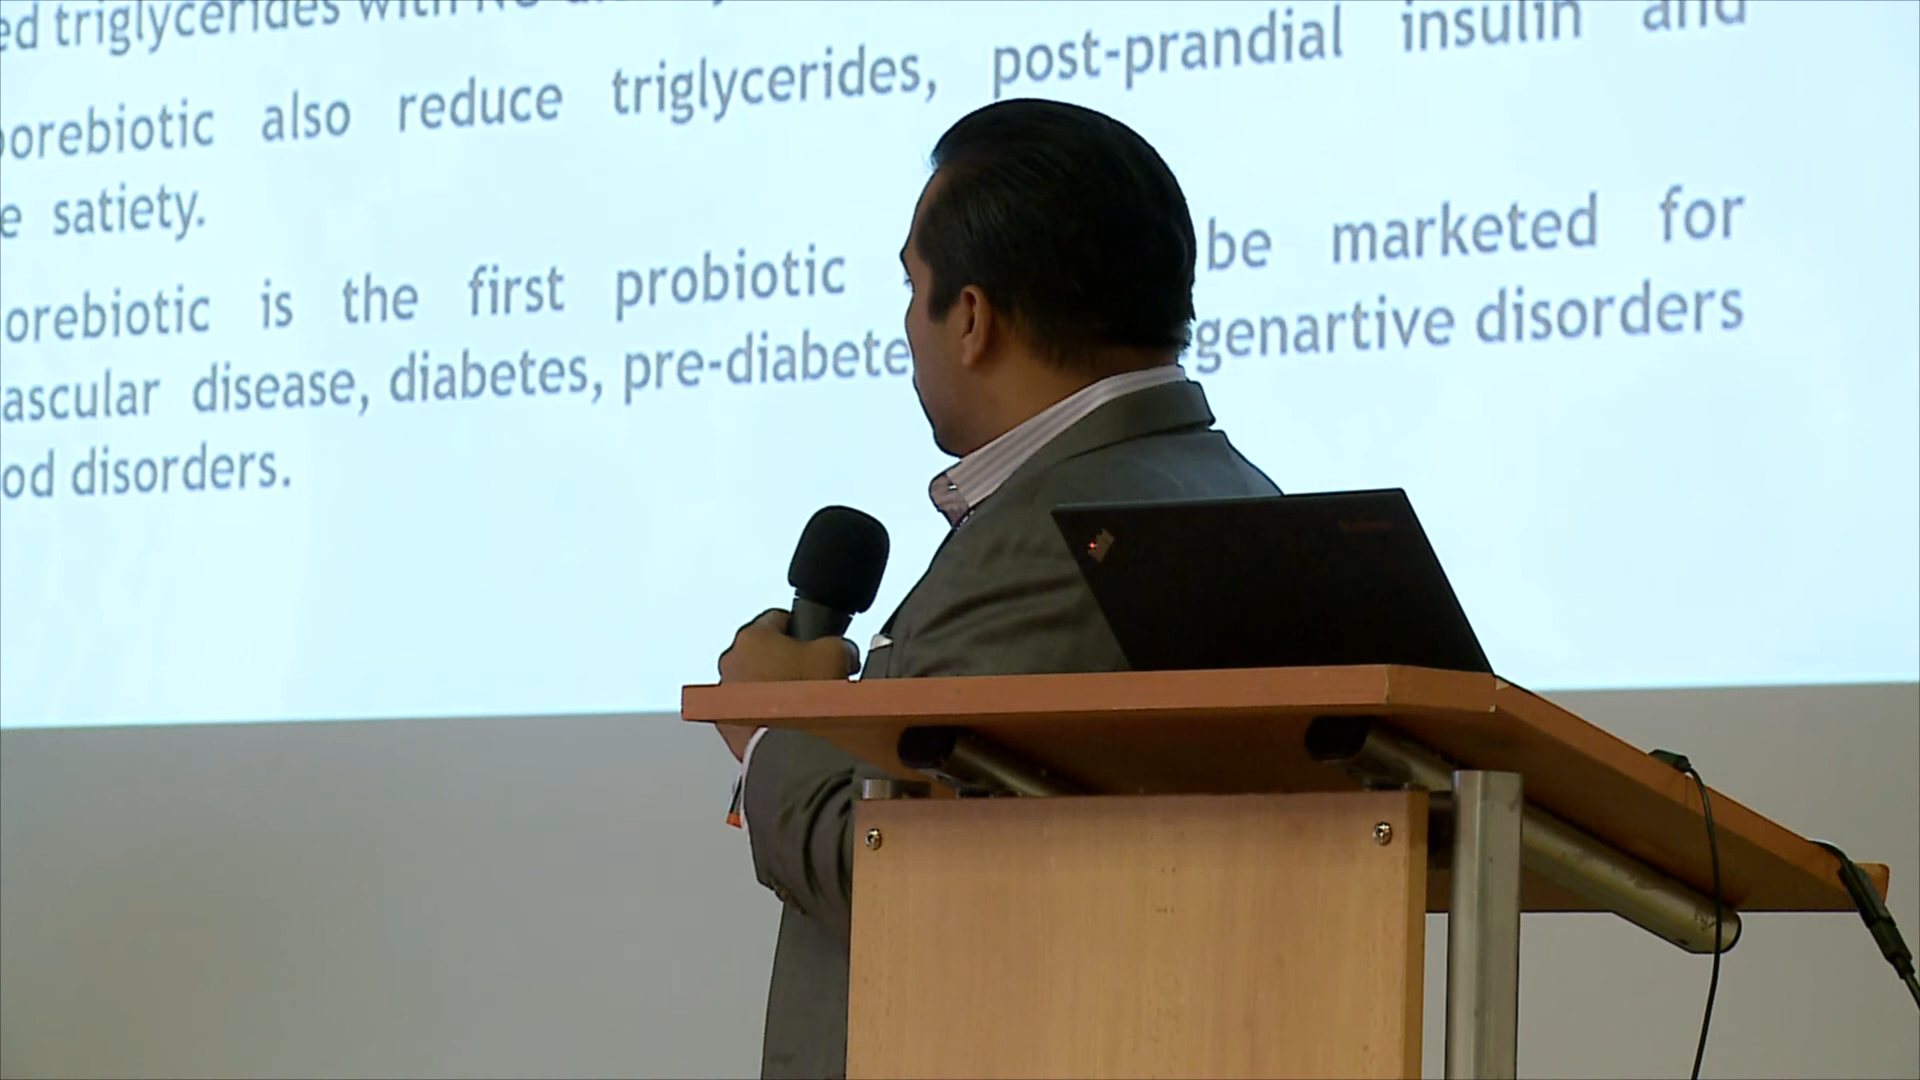 ed triglycerides with
porebiotic also reduce triglycerides, post-prandial insulin and
e satiety.
orebiotic is the first probiotic be marketed for
ascular disease, diabetes, pre-diabete genartive disorders
od disorders.